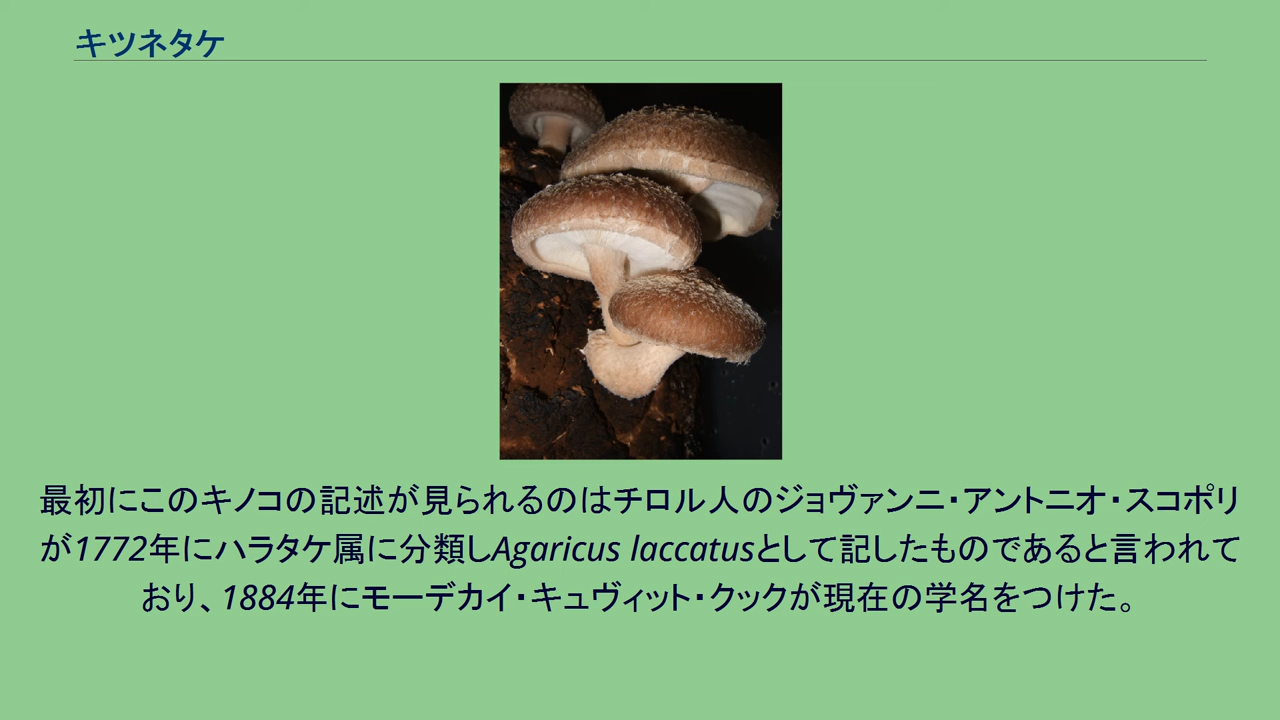 キツネタケ
最初にこのキノコの記述が見られるのはチロル人のジョヴァンニ・アントニオ・スコポリ
が1772年にハラタケ属に分類しAgaricus laccatusとして記したものであると言われて
おり、1884年にモーデカイ・キュヴィット・クックが現在の学名をつけた。